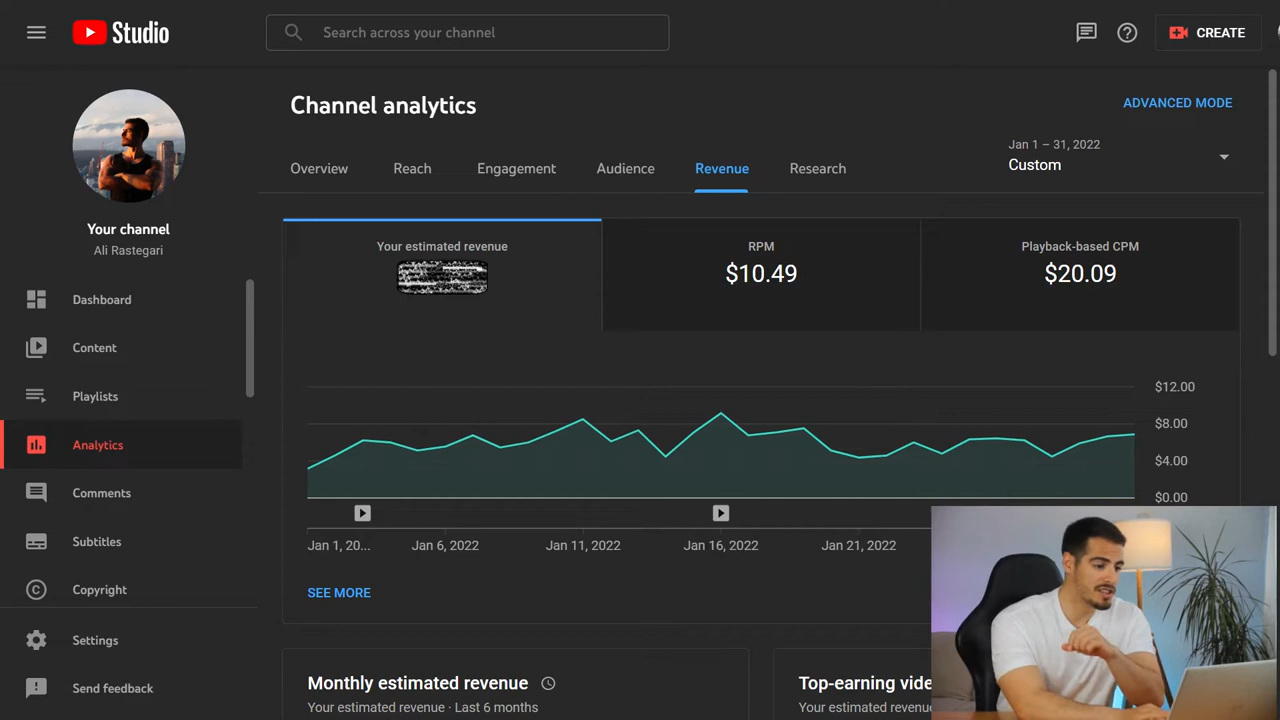 Studio
Search across your channel
CREATE
Your channel
Ali Rastegari
Dashboard
Content
Playlists
Analytics
Comments
Subtitles
Copyright
Settings
Send feedback
Channel analytics
ADVANCED MODE
Overview
Reach
Engagement
Audience
Revenue
Research
Jan 1 – 31, 2022
Custom
Your estimated revenue
RPM
$10.49
Playback-based CPM
$20.09
$12.00
$8.00
$4.00
$0.00
Jan 1, 20...
Jan 6, 2022
Jan 11, 2022
Jan 16, 2022
Jan 21, 2022
SEE MORE
Monthly estimated revenue
Your estimated revenue · Last 6 months
Top-earning vide
Your estimated revenue